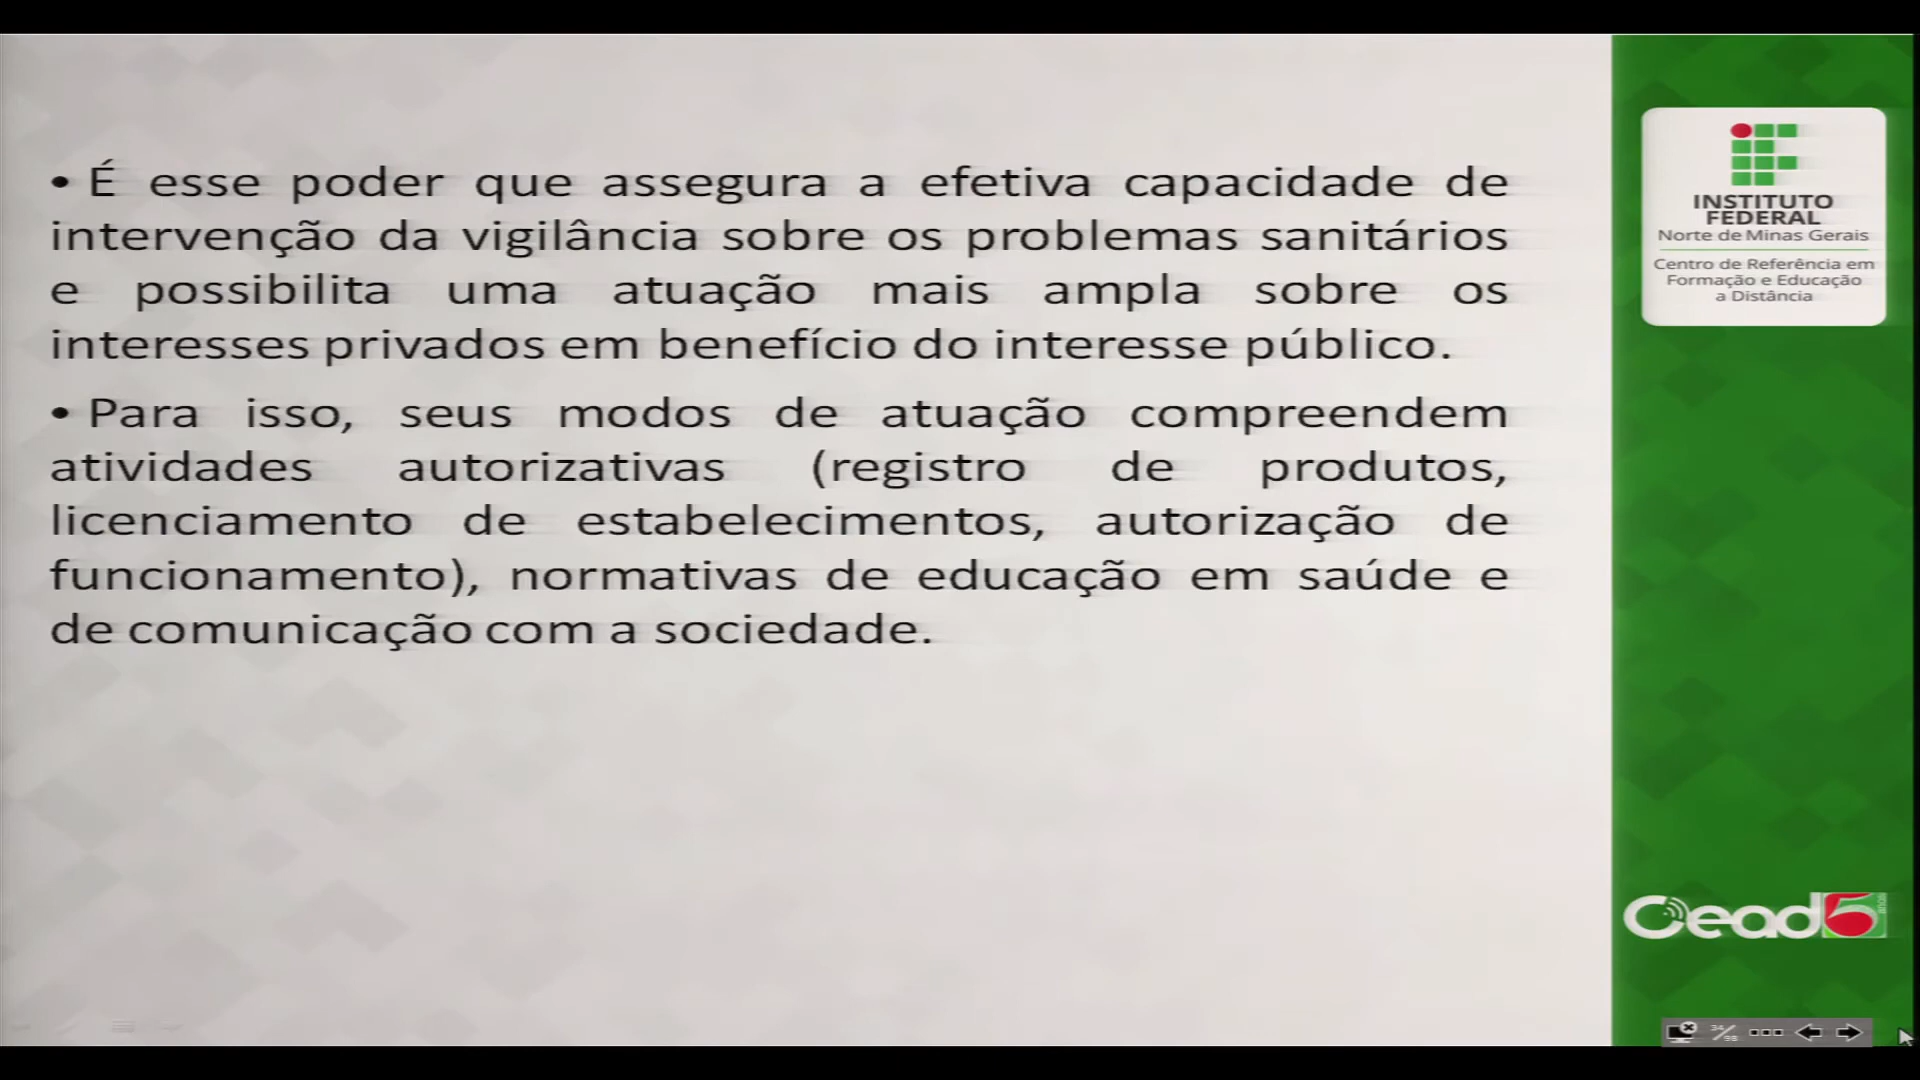 • É esse poder que assegura a efetiva capacidade de
intervenção da vigilância sobre os problemas sanitários
e possibilita uma atuação mais ampla sobre os
interesses privados em benefício do interesse público.
• Para isso, seus modos de atuação compreendem
atividades autorizativas (registro de produtos,
licenciamento de estabelecimentos, autorização de
funcionamento), normativas de educação em saúde e
de comunicação com a sociedade.
INSTITUTO
FEDERAL
Norte de Minas Gerais
Centro de Referência em
Formação e Educação
a Distância
Cead5
34/98